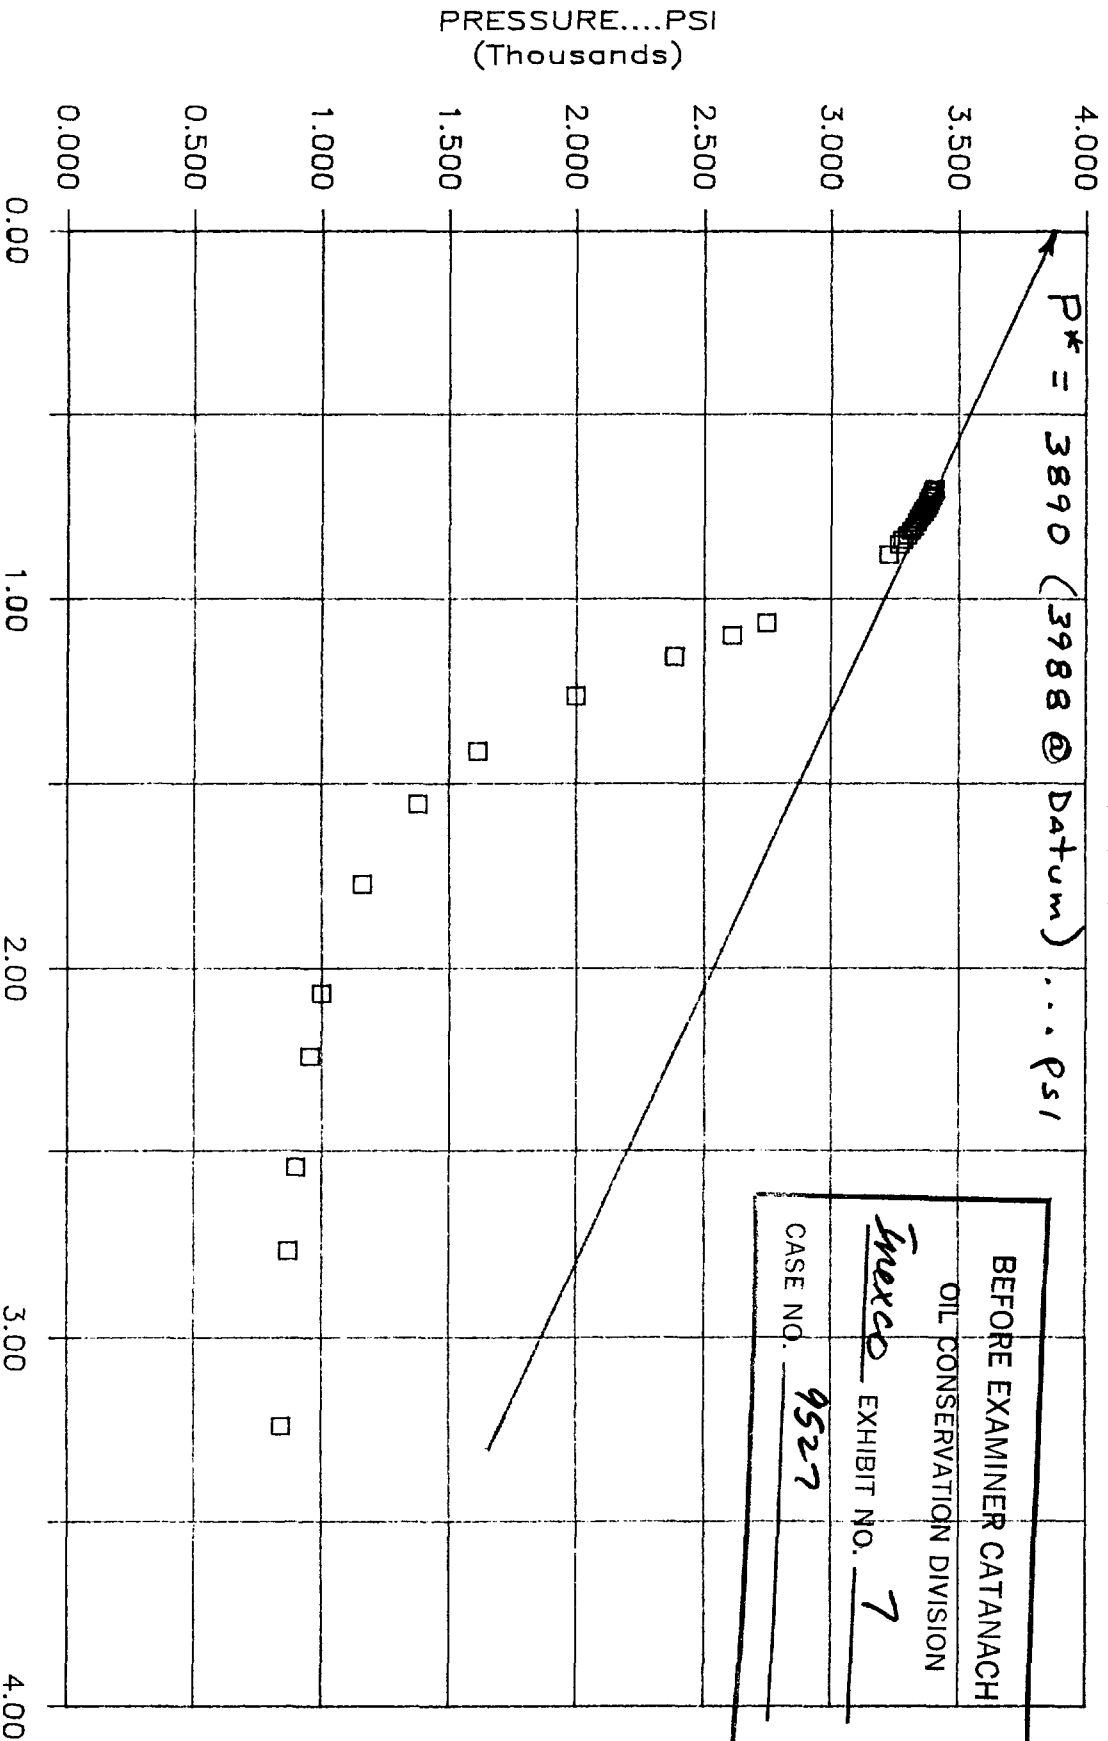 PRESSURE....PSI
(Thousands)
4.000
3.500
3.000
2.500
2.000
1.500
1.000
0.500
0.000
0.00
1.00
2.00
3.00
4.00
P* = 3890 (3988 @ DAtum) ... psi
BEFORE EXAMINER CATANACH
OIL CONSERVATION DIVISION
Inexco EXHIBIT NO. 7
CASE NO. 9527